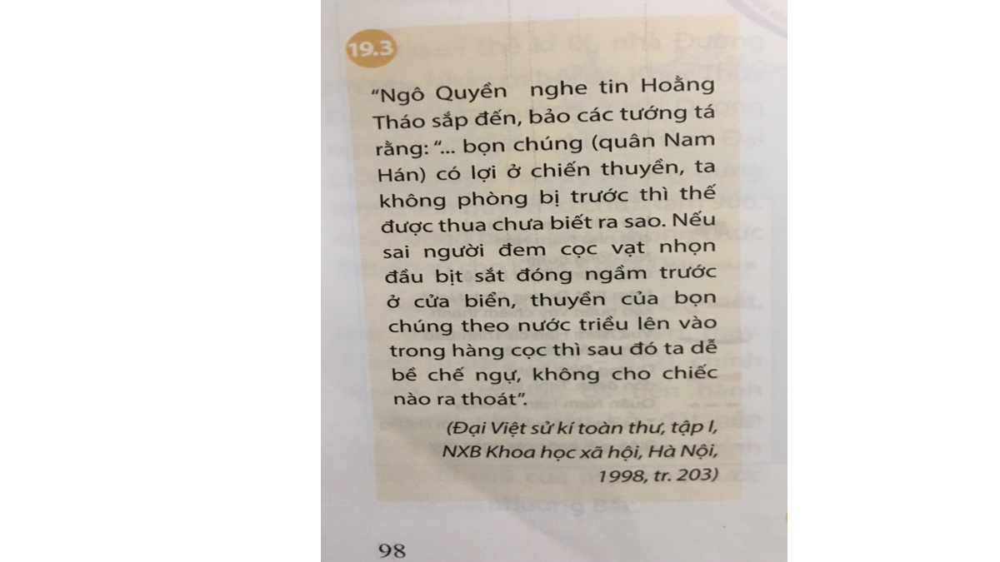 19.3
“Ngô Quyền nghe tin Hoằng
Tháo sắp đến, bảo các tướng tá
rằng: “... bọn chúng (quân Nam
Hán) có lợi ở chiến thuyền, ta
không phòng bị trước thì thế
được thua chưa biết ra sao. Nếu
sai người đem cọc vạt nhọn
đầu bịt sắt đóng ngầm trước
ở cửa biển, thuyền của bọn
chúng theo nước triều lên vào
trong hàng cọc thì sau đó ta dễ
bề chế ngự, không cho chiếc
nào ra thoát”.
(Đại Việt sử kí toàn thư, tập I,
NXB Khoa học xã hội, Hà Nội,
1998, tr. 203)
98